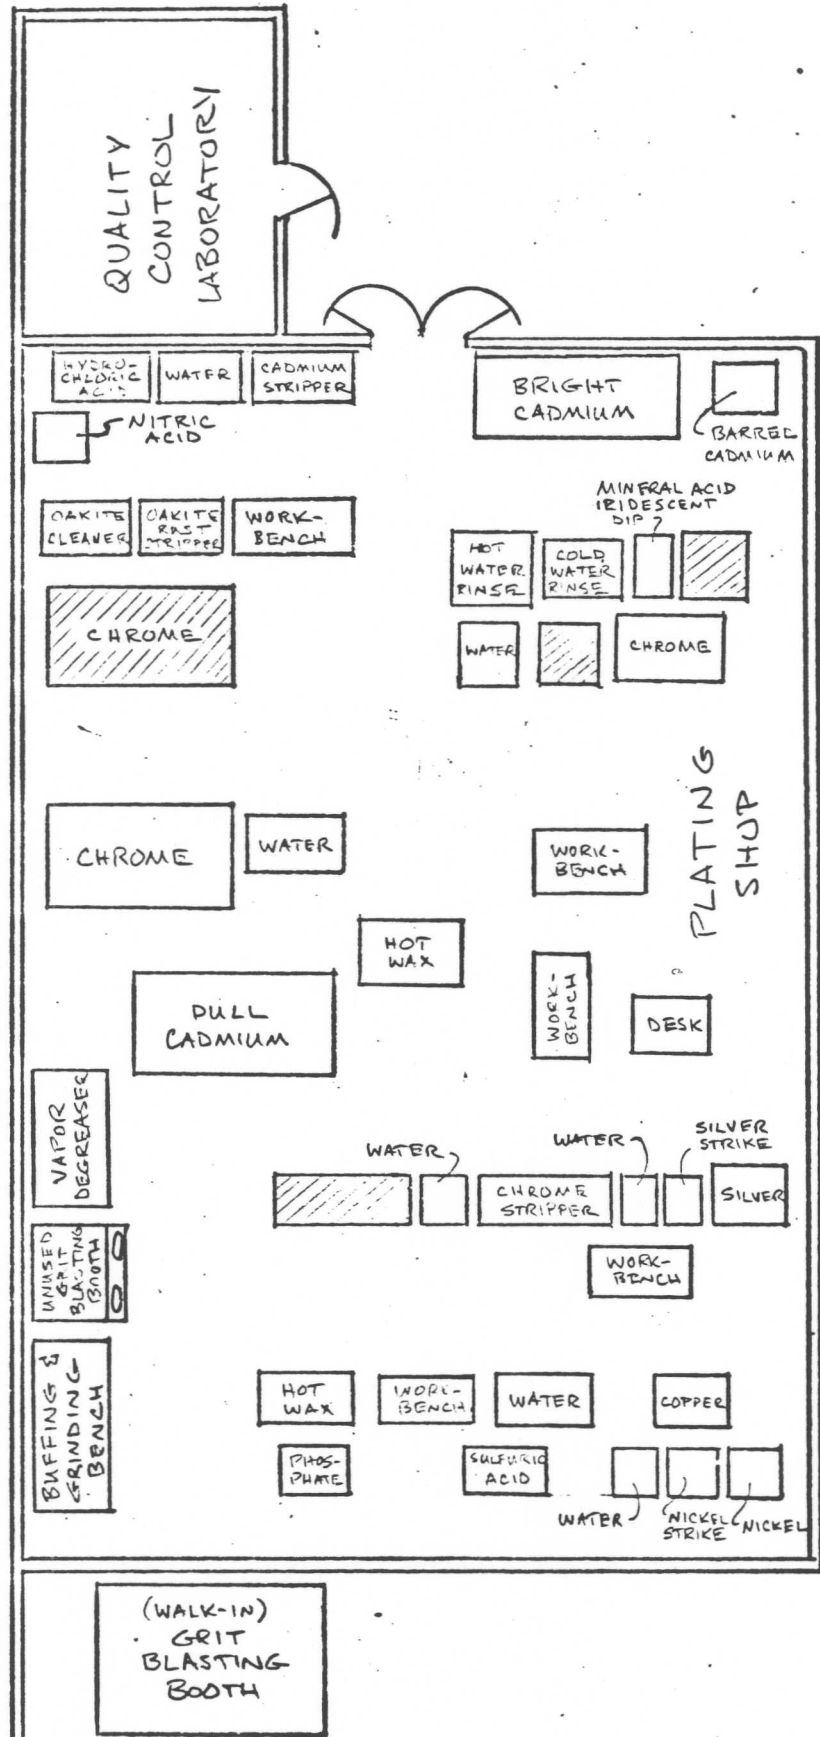 QUALITY
CONTROL
LABORATORY
HYDRO-
CHLORIC
ACID
WATER
CADMIUM
STRIPPER
BRIGHT
CADMIUM
BARREL
CADMIUM
NITRIC
ACID
OAKITE
CLEANER
OAKITE
RUST
STRIPPER
WORK-
BENCH
MINERAL ACID
IRIDESCENT
DIP
HOT
WATER
RINSE
COLD
WATER
RINSE
CHROME
WATER
CHROME
PLATING
SHUP
CHROME
WATER
WORK-
BENCH
HOT
WAX
DULL
CADMIUM
WORK-
BENCH
DESK
VAPOR
DEGREASER
WATER
CHROME
STRIPPER
WATER
SILVER
STRIKE
SILVER
UNUSED
GRIT
BLASTING
BOOTH
WORK-
BENCH
BUFFING &
GRINDING
BENCH
HOT
WAX
WORK-
BENCH
WATER
COPPER
PHOS-
PHATE
SULFURIC
ACID
WATER
NICKEL
STRIKE
NICKEL
(WALK-IN)
GRIT
BLASTING
BOOTH